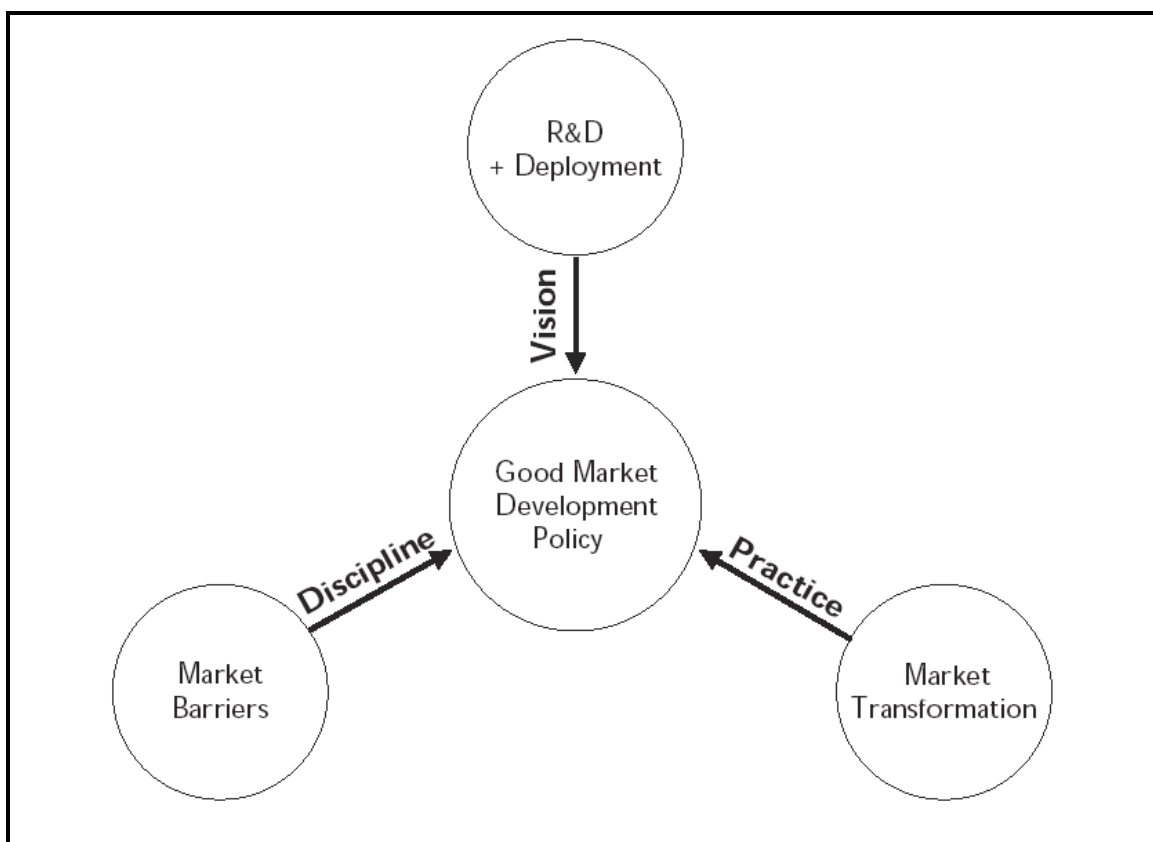 R&D
+ Deployment
Vision
Good Market
Development
Policy
Discipline
Practice
Market
Barriers
Market
Transformation